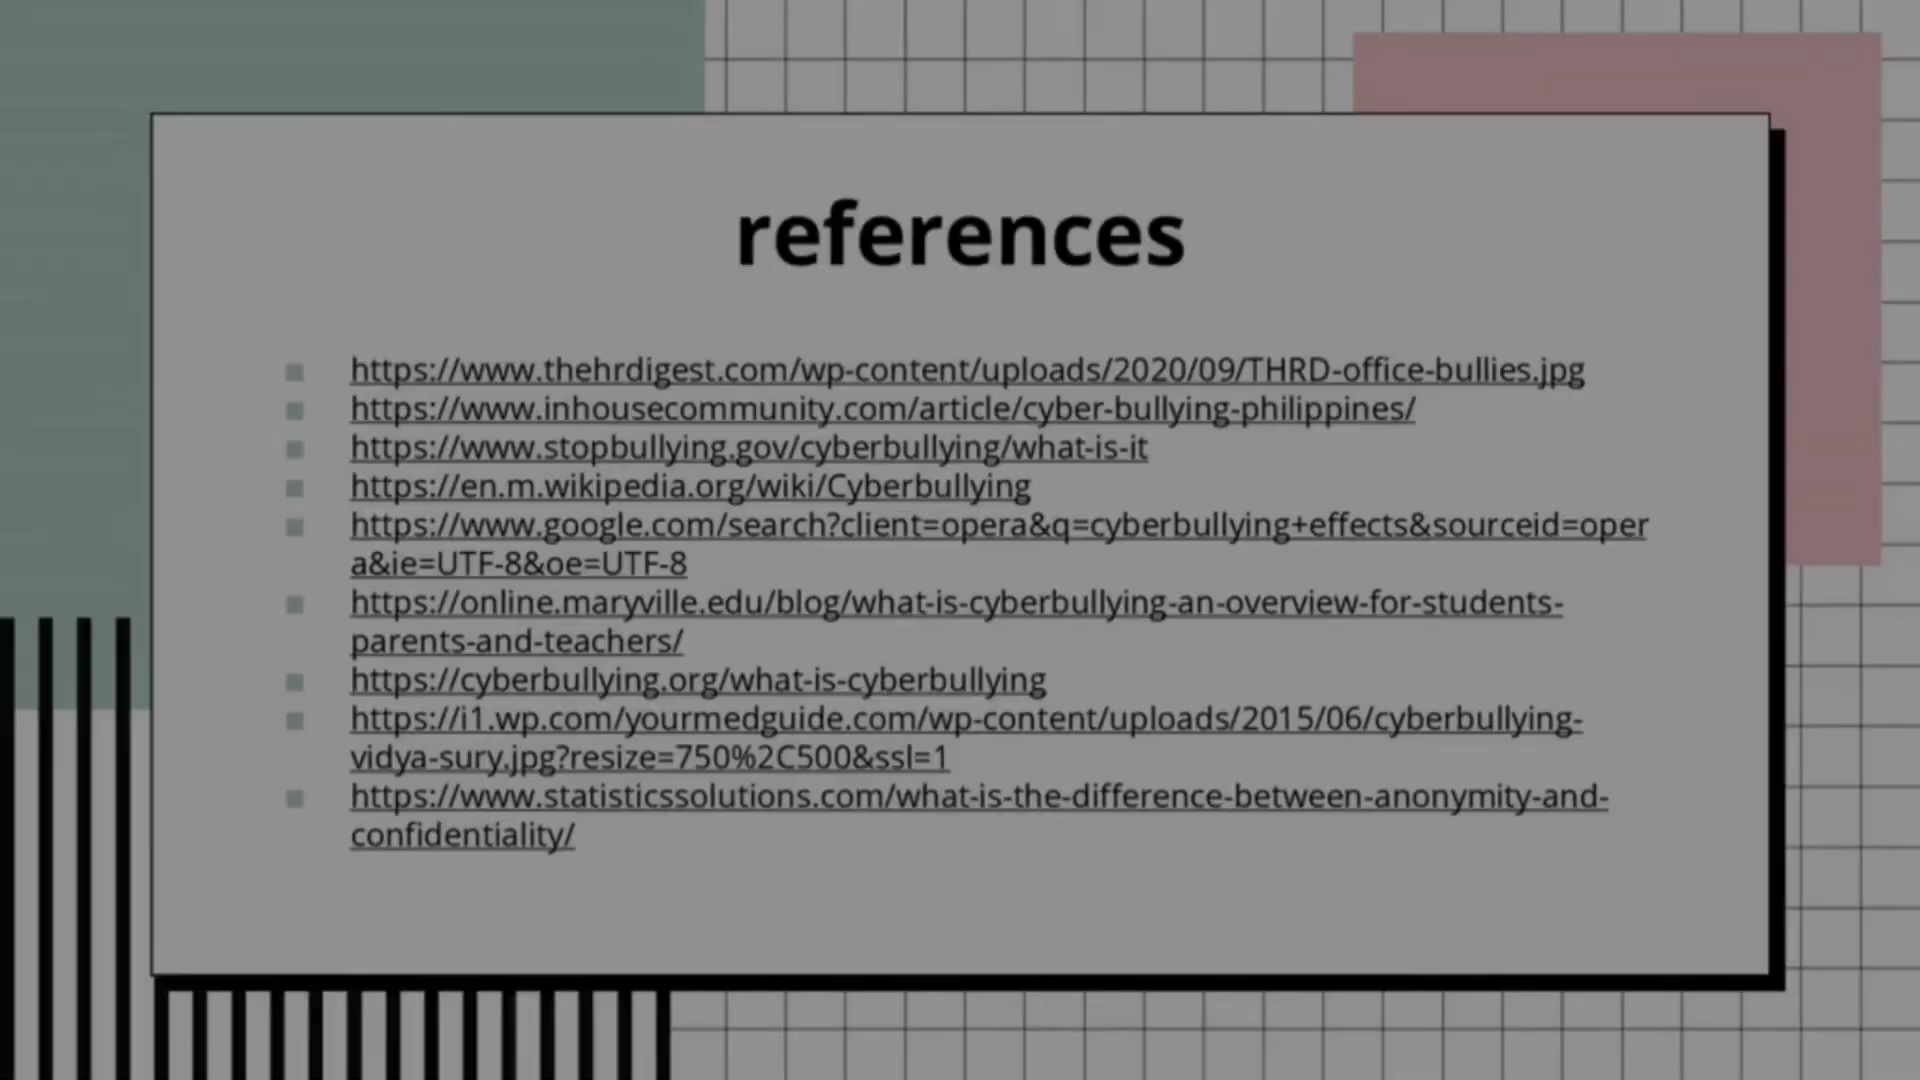 references
https://www.thehrdigest.com/wp-content/uploads/2020/09/THRD-office-bullies.jpg
https://www.inhousecommunity.com/article/cyber-bullying-philippines/
https://www.stopbullying.gov/cyberbullying/what-is-it
https://en.m.wikipedia.org/wiki/Cyberbullying
https://www.google.com/search?client=opera&q=cyberbullying+effects&sourceid=oper
a&ie=UTF-8&oe=UTF-8
https://online.maryville.edu/blog/what-is-cyberbullying-an-overview-for-students-
parents-and-teachers/
https://cyberbullying.org/what-is-cyberbullying
https://i1.wp.com/yourmedguide.com/wp-content/uploads/2015/06/cyberbullying-
vidya-sury.jpg?resize=750%2C500&ssl=1
https://www.statisticssolutions.com/what-is-the-difference-between-anonymity-and-
confidentiality/